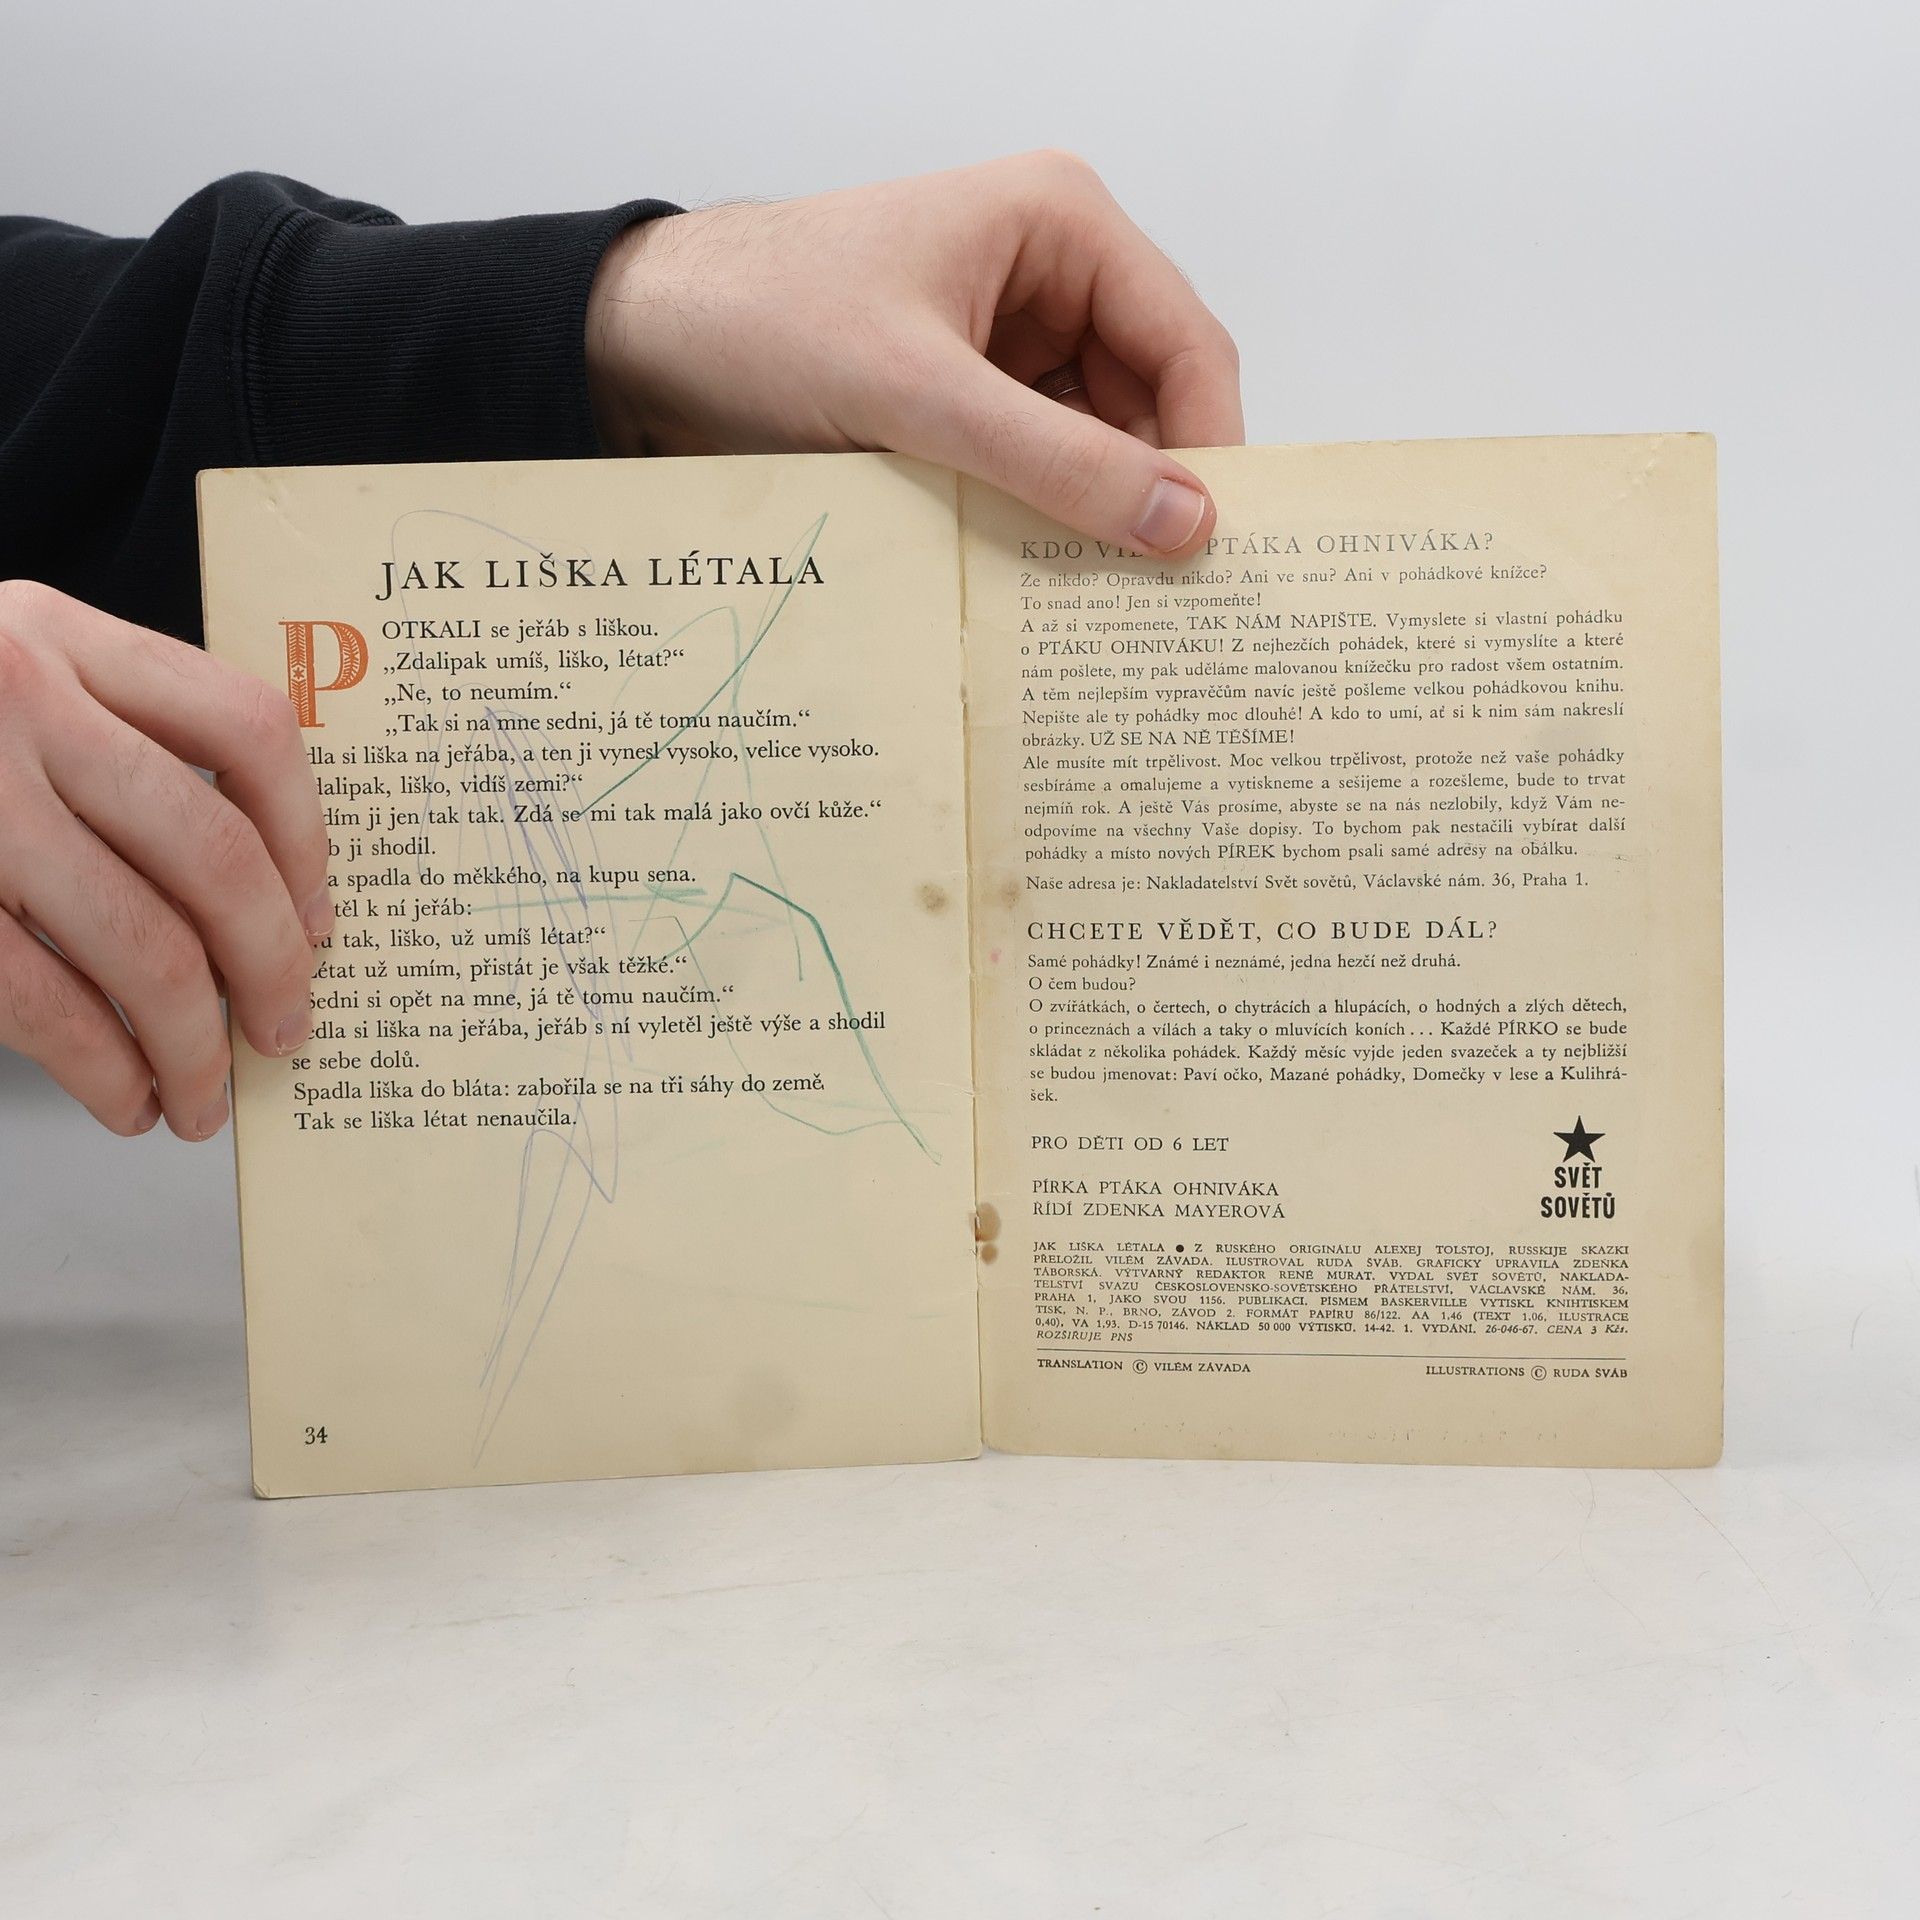 JAK LIŠKA LÉTALA
POTKALI se jeřáb s liškou.
„Zdalipak umíš, liško, létat?“
„Ne, to neumím.“
„Tak si na mne sedni, já tě tomu naučím.“
si liška na jeřába, a ten ji vynesl vysoko, velice vysoko.
liško, vidíš zemi?“
ji jen tak tak. Zdá se mi tak malá jako ovčí kůže.“
ji shodil.
spadla do měkkého, na kupu sena.
k ní jeřáb:
tak, liško, už umíš létat?“
Létat už umím, přistát je však těžké.“
Sedni si opět na mne, já tě tomu naučím.“
si liška na jeřába, jeřáb s ní vyletěl ještě výše a shodil
se sebe dolů.
Spadla liška do bláta: zabořila se na tři sáhy do země.
Tak se liška létat nenaučila.
34
KDO PTÁKA OHNIVÁKA?
Že nikdo? Opravdu nikdo? Ani ve snu? Ani v pohádkové knížce?
To snad ano! Jen si vzpomeňte!
A až si vzpomenete, TAK NÁM NAPIŠTE. Vymyslete si vlastní pohádku
o PTÁKU OHNIVÁKU! Z nejhezčích pohádek, které si vymyslíte a které
nám pošlete, my pak uděláme malovanou knížečku pro radost všem ostatním.
A těm nejlepším vypravěčům navíc ještě pošleme velkou pohádkovou knihu.
Nepište ale ty pohádky moc dlouhé! A kdo to umí, ať si k nim sám nakreslí
obrázky. UŽ SE NA NĚ TĚŠÍME!
Ale musíte mít trpělivost. Moc velkou trpělivost, protože než vaše pohádky
sesbíráme a omalujeme a vytiskneme a sešijeme a rozešleme, bude to trvat
nejmíň rok. A ještě Vás prosíme, abyste se na nás nezlobily, když Vám ne-
odpovíme na všechny Vaše dopisy. To bychom pak nestačili vybírat další
pohádky a místo nových PÍREK bychom psali samé adresy na obálku.
Naše adresa je: Nakladatelství Svět sovětů, Václavské nám. 36, Praha 1.
CHCETE VĚDĚT, CO BUDE DÁL?
Samé pohádky! Známé i neznámé, jedna hezčí než druhá.
O čem budou?
O zvířátkách, o čertech, o chytrácích a hlupácích, o hodných a zlých dětech,
o princeznách a vílách a taky o mluvících koních... Každé PÍRKO se bude
skládat z několika pohádek. Každý měsíc vyjde jeden svazeček a ty nejbližší
se budou jmenovat: Paví očko, Mazané pohádky, Domečky v lese a Kulihrá-
šek.
PRO DĚTI OD 6 LET
PÍRKA PTÁKA OHNIVÁKA
ŘÍDÍ ZDENKA MAYEROVÁ
SVĚT
SOVĚTŮ
JAK LIŠKA LÉTALA ● Z RUSKÉHO ORIGINÁLU ALEXEJ TOLSTOJ, RUSSKIJE SKAZKI
PŘELOŽIL VILÉM ZÁVADA. ILUSTROVAL RUDA ŠVÁB. GRAFICKY UPRAVILA ZDEŇKA
TÁBORSKÁ. VÝTVARNÝ REDAKTOR RENÉ MURAT. VYDAL SVĚT SOVĚTŮ, NAKLADA-
TELSTVÍ SVAZU ČESKOSLOVENSKO-SOVĚTSKÉHO PŘÁTELSTVÍ, VÁCLAVSKÉ NÁM. 36,
PRAHA 1, JAKO SVOU 1156. PUBLIKACI. PÍSMEM BASKERVILLE VYTISKL KNIHTISKEM
TISK, N. P., BRNO, ZÁVOD 2. FORMÁT PAPÍRU 86/122. AA 1,46 (TEXT 1,06, ILUSTRACE
0,40), VA 1,93. D-15 70146. NÁKLAD 50 000 VÝTISKŮ. 14-42. 1. VYDÁNÍ. 26-046-67. CENA 3 Kčs.
ROZŠIŘUJE PNS
TRANSLATION © VILÉM ZÁVADA
ILLUSTRATIONS © RUDA ŠVÁB